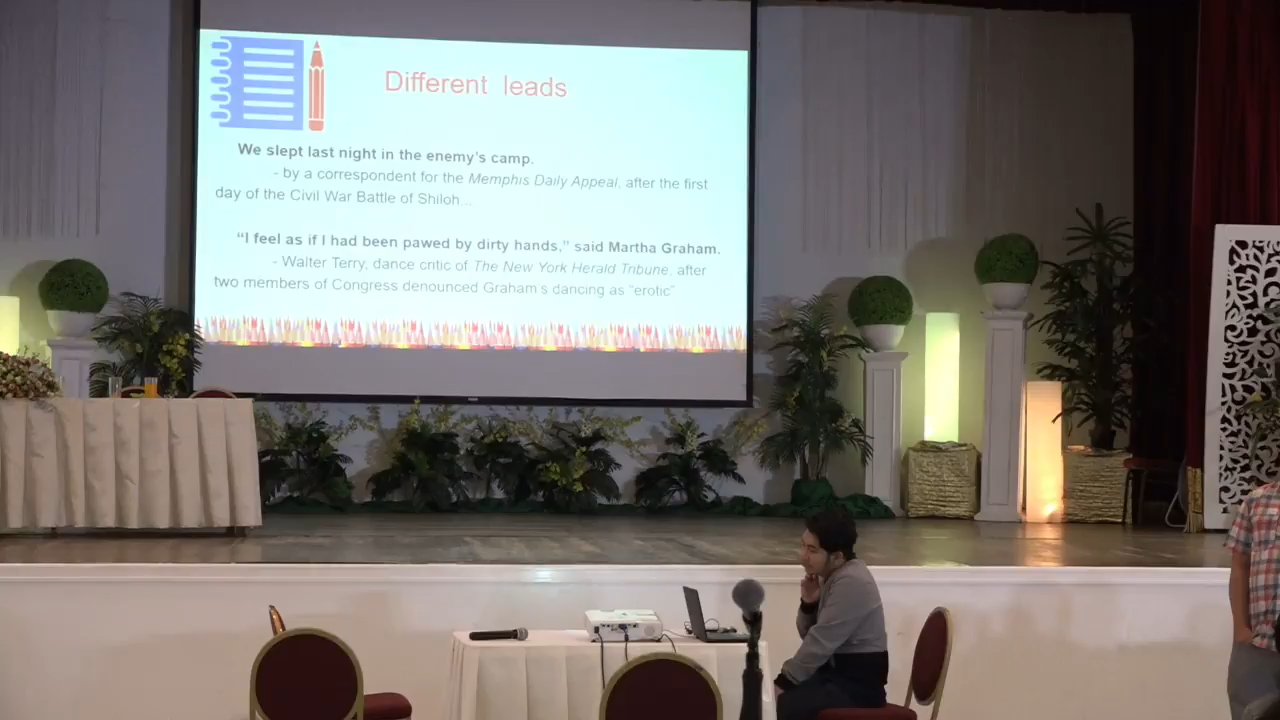 Different leads
We slept last night in the enemy's camp.
- by a correspondent for the Memphis Daily Appeal, after the first
day of the Civil War Battle of Shiloh...
“I feel as if I had been pawed by dirty hands,” said Martha Graham.
- Walter Terry, dance critic of The New York Herald Tribune, after
two members of Congress denounced Graham's dancing as “erotic”